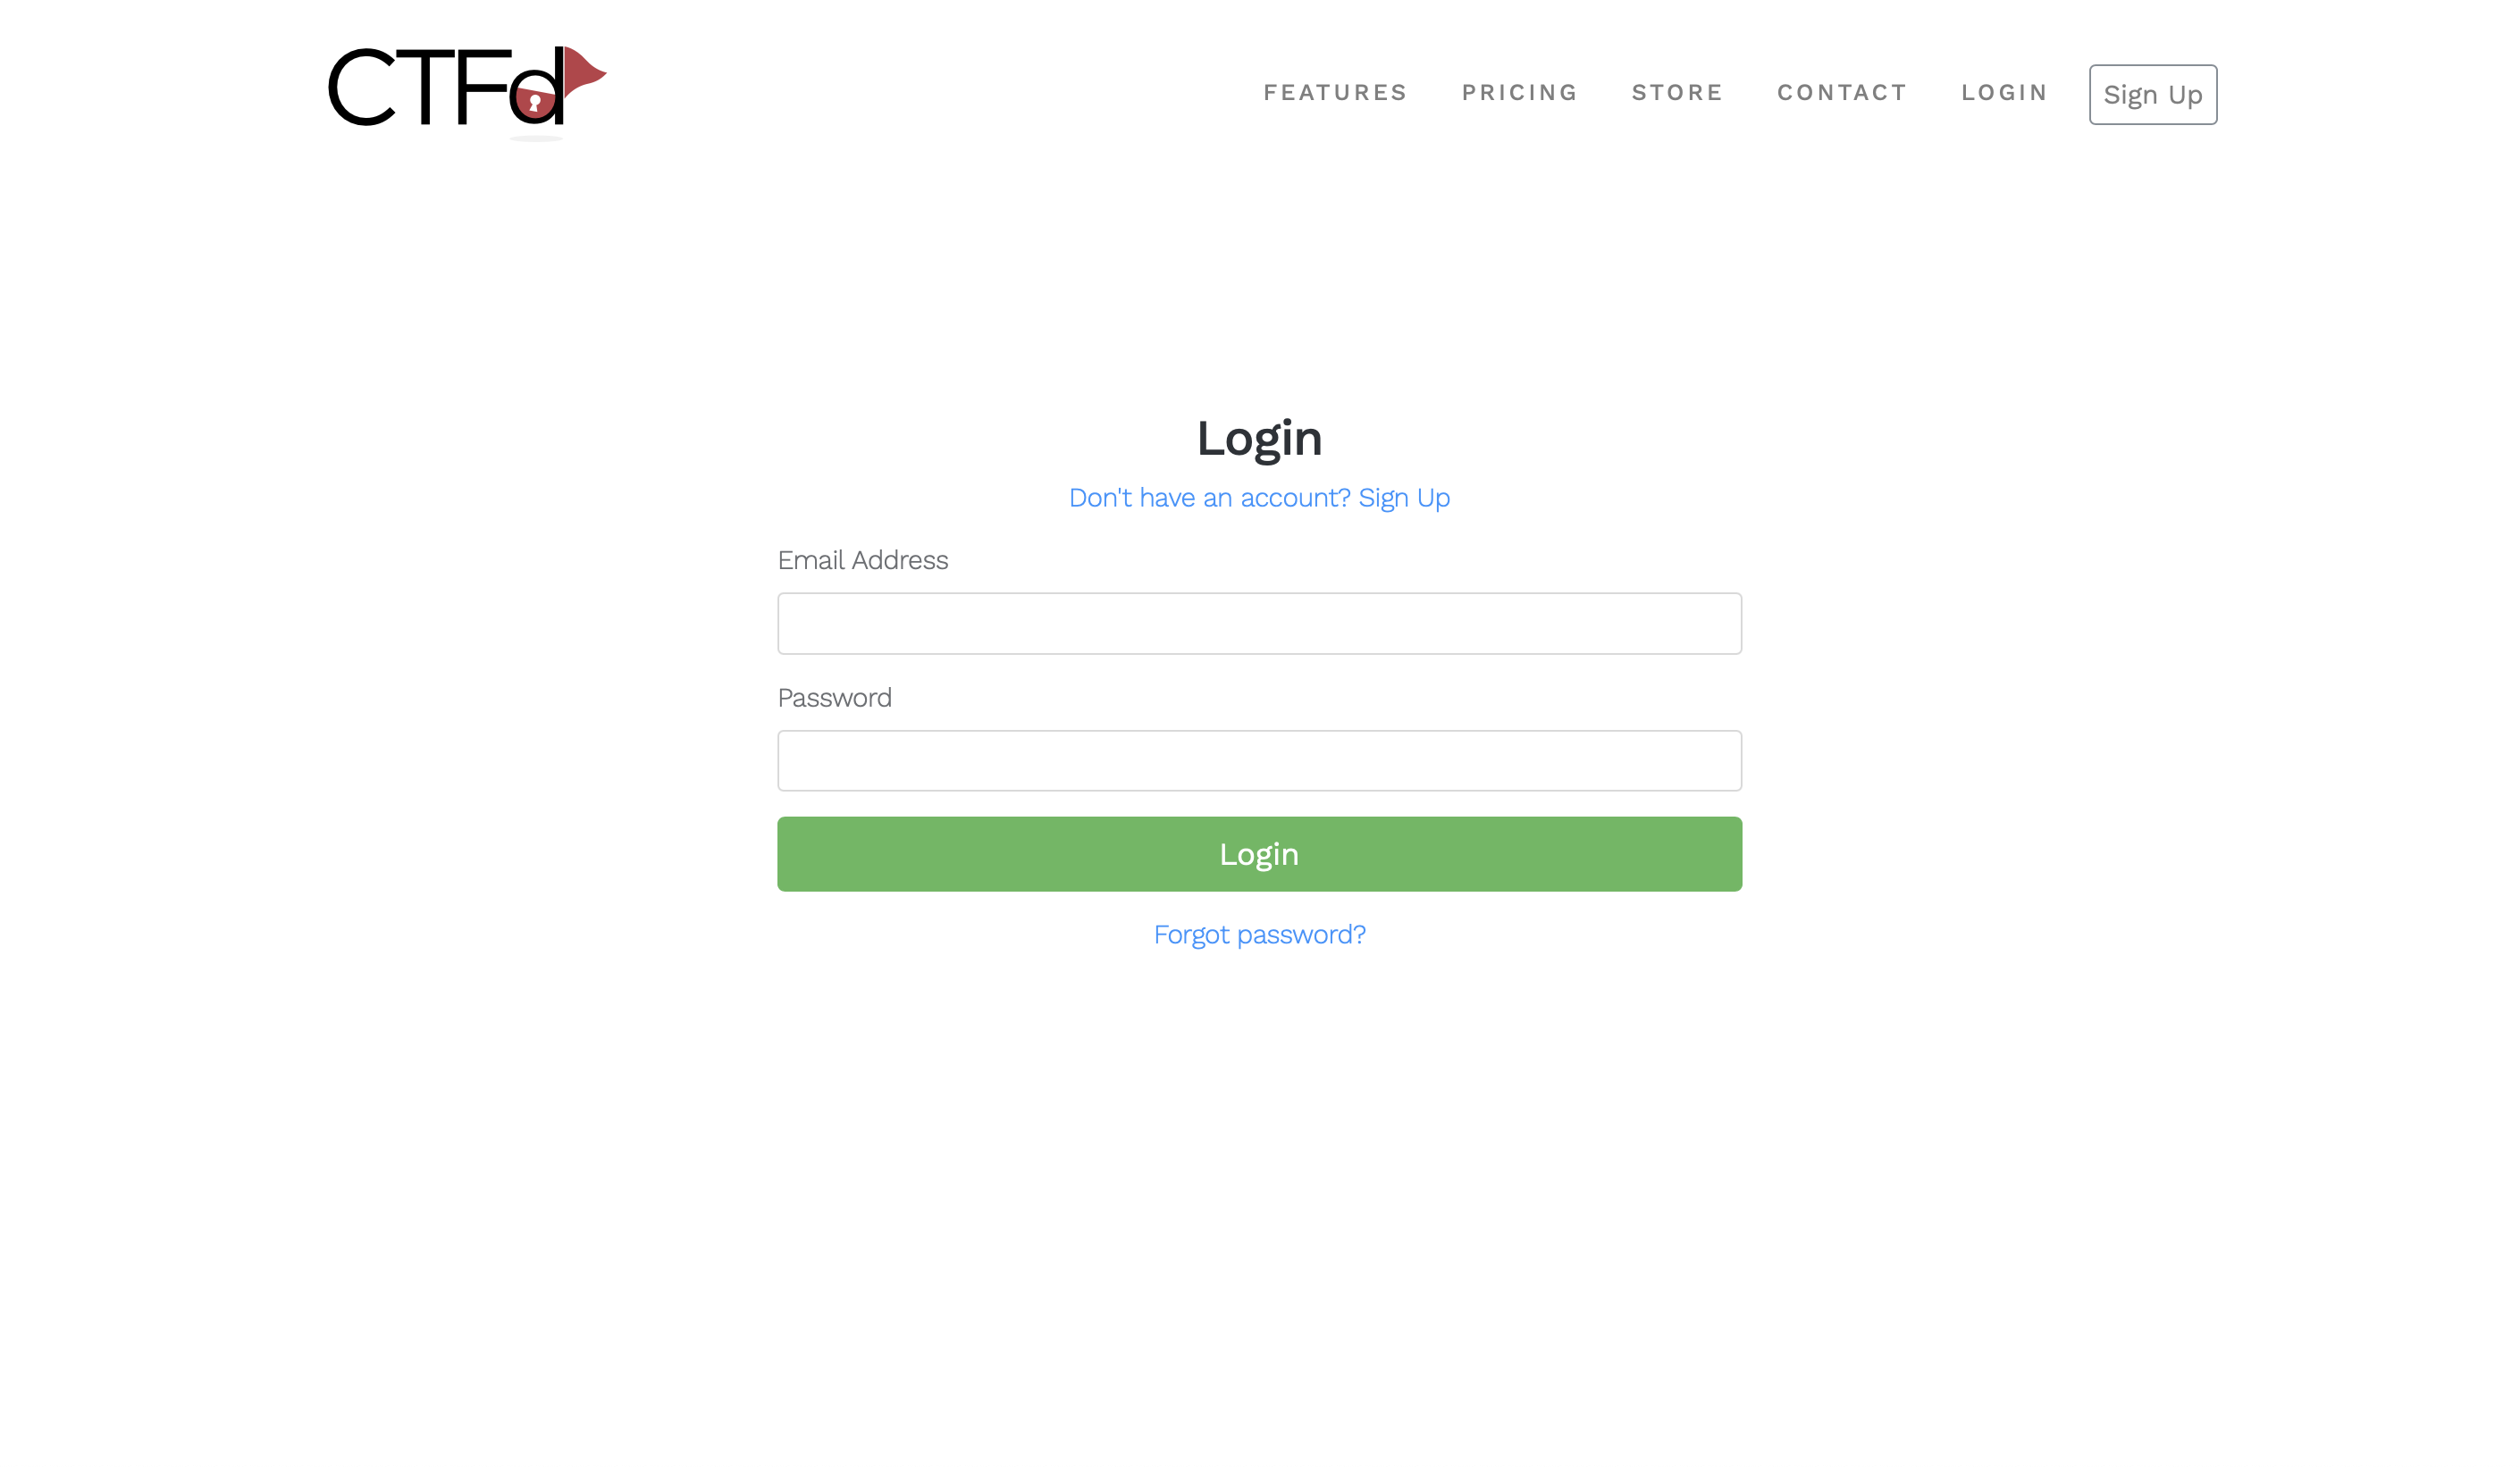 CTFd
FEATURES PRICING STORE CONTACT LOGIN Sign Up
Login
Don't have an account? Sign Up
Email Address
Password
Login
Forgot password?